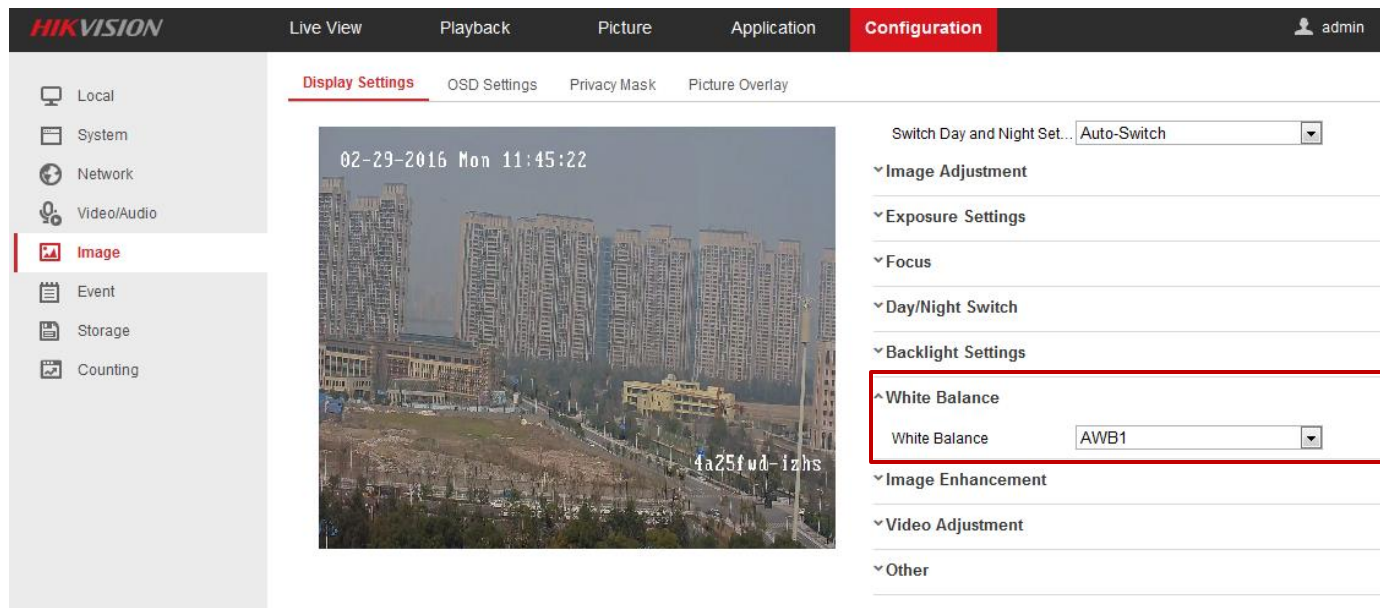 HIKVISION
Live View Playback Picture Application Configuration admin
Local
System
Network
Video/Audio
Image
Event
Storage
Counting
Display Settings OSD Settings Privacy Mask Picture Overlay
02-29-2016 Mon 11:45:22
4a25fwd-izhs
Switch Day and Night Set... Auto-Switch
Image Adjustment
Exposure Settings
Focus
Day/Night Switch
Backlight Settings
White Balance
White Balance AWB1
Image Enhancement
Video Adjustment
Other